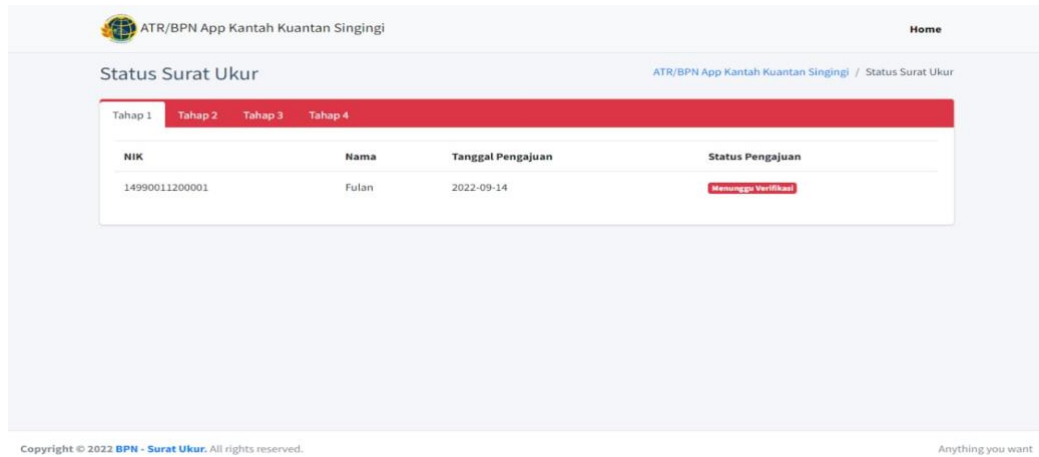 ATR/BPN App Kantah Kuantan Singingi Home
Status Surat Ukur ATR/BPN App Kantah Kuantan Singingi / Status Surat Ukur
Tahap 1 Tahap 2 Tahap 3 Tahap 4
NIK Nama Tanggal Pengajuan Status Pengajuan
14990011200001 Fulan 2022-09-14 Menunggu Verifikasi
Copyright © 2022 BPN - Surat Ukur. All rights reserved. Anything you want